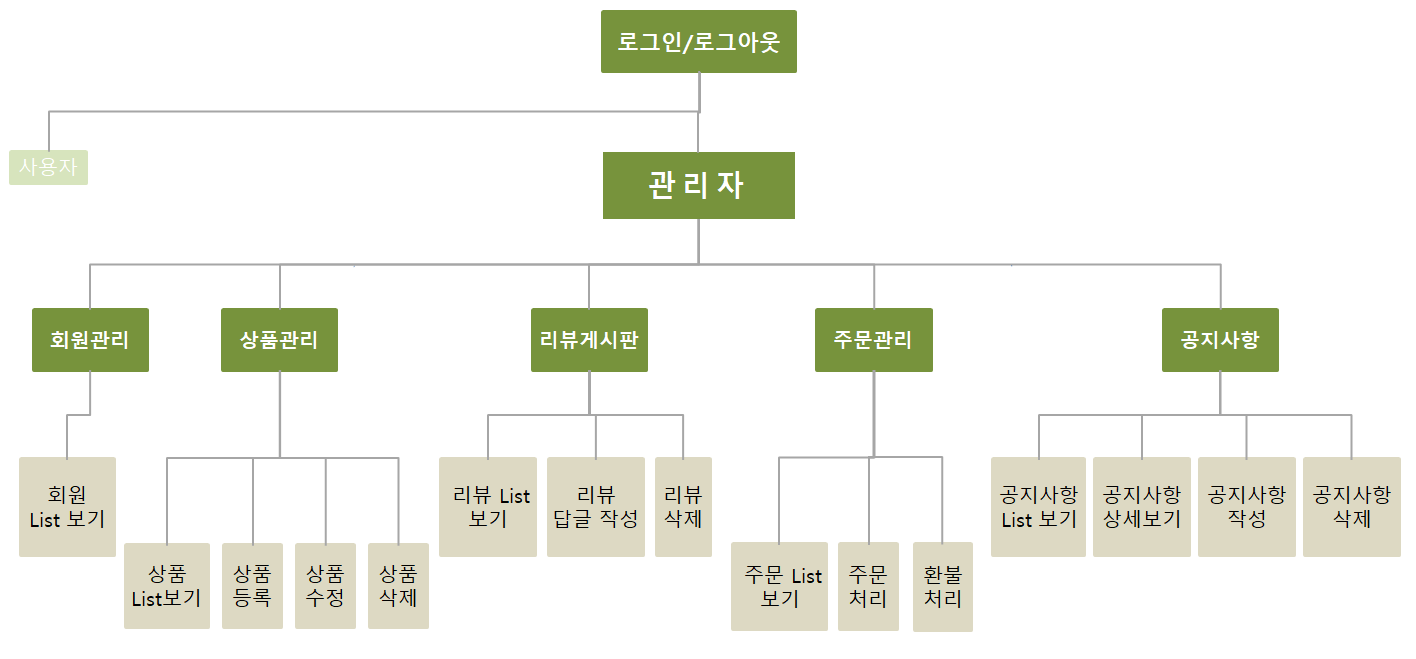 로그인/로그아웃
사용자
관 리 자
회원관리
상품관리
리뷰게시판
주문관리
공지사항
회원
List 보기
리뷰 List
보기
리뷰
답글 작성
리뷰
삭제
공지사항
List 보기
공지사항
상세보기
공지사항
작성
공지사항
삭제
상품
List보기
상품
등록
상품
수정
상품
삭제
주문 List
보기
주문
처리
환불
처리